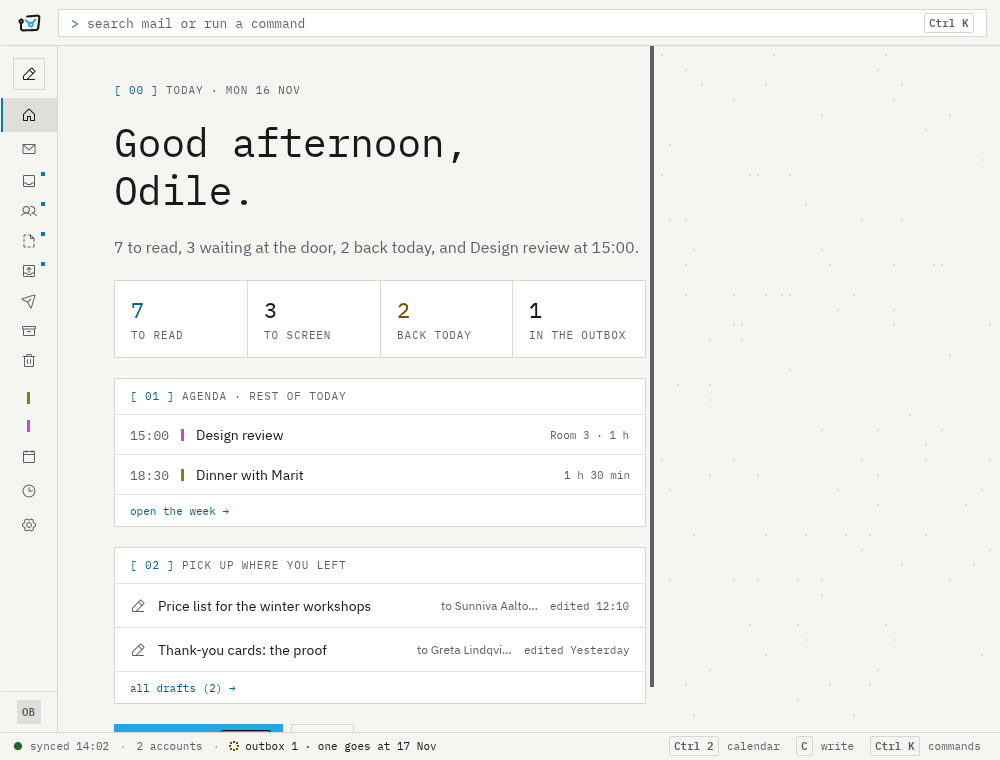 > search mail or run a command Ctrl K
[ 00 ] TODAY · MON 16 NOV
Good afternoon,
Odile.
7 to read, 3 waiting at the door, 2 back today, and Design review at 15:00.
7 3 2 1
TO READ TO SCREEN BACK TODAY IN THE OUTBOX
[ 01 ] AGENDA · REST OF TODAY
15:00 Design review Room 3 · 1 h
18:30 Dinner with Marit 1 h 30 min
open the week →
[ 02 ] PICK UP WHERE YOU LEFT
Price list for the winter workshops to Sunniva Aalto… edited 12:10
Thank-you cards: the proof to Greta Lindqvi… edited Yesterday
all drafts (2) →
OB
synced 14:02 · 2 accounts · outbox 1 · one goes at 17 Nov Ctrl 2 calendar C write Ctrl K commands